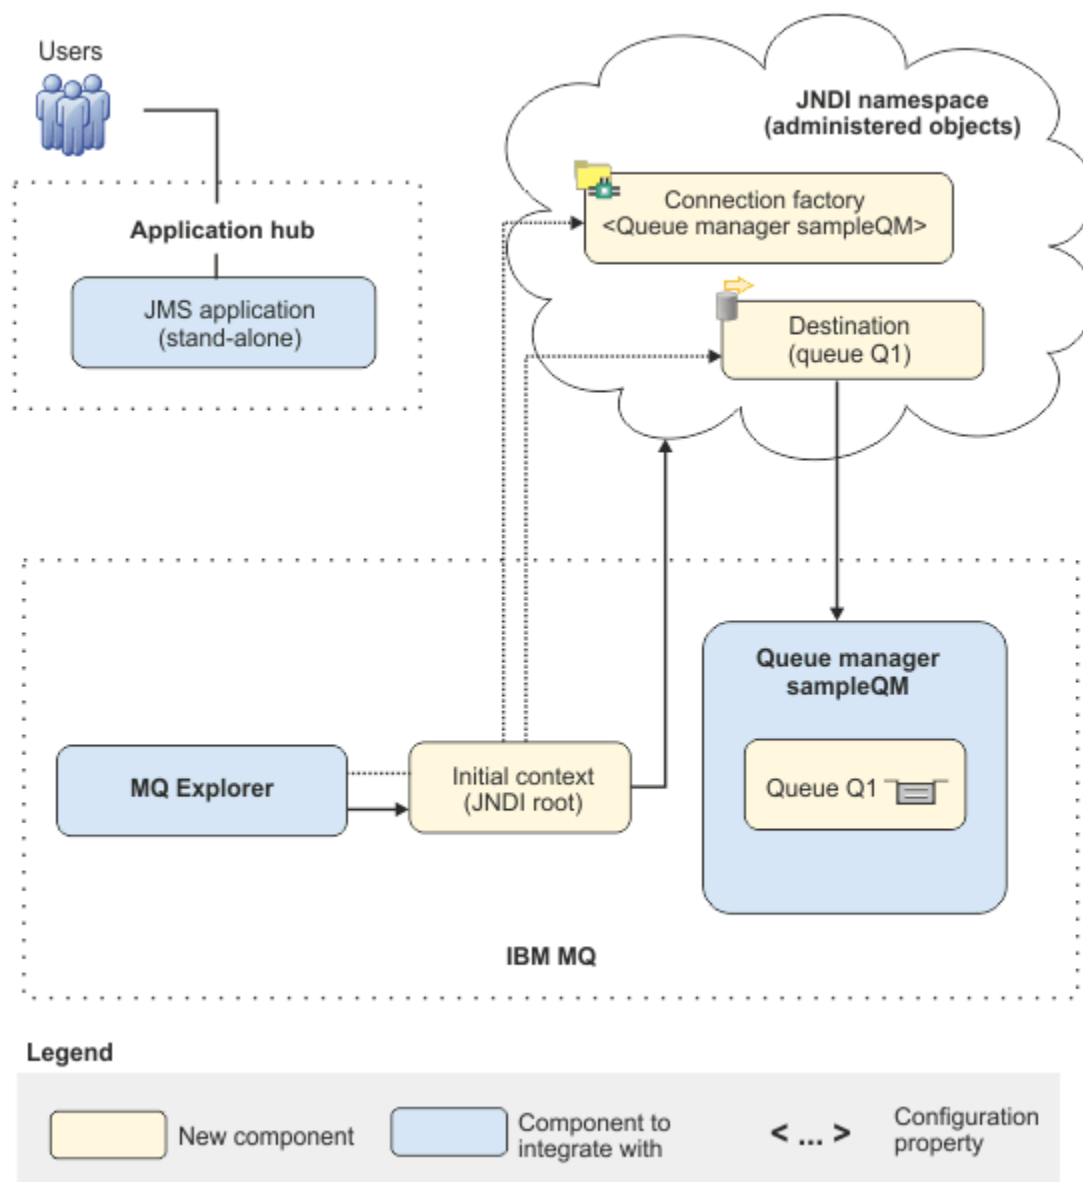 Users
JNDI namespace
(administered objects)
Connection factory
<Queue manager sampleQM>
Application hub
JMS application
(stand-alone)
Destination
(queue Q1)
Queue manager
sampleQM
MQ Explorer
Initial context
(JNDI root)
Queue Q1
IBM MQ
Legend
New component
Component to
integrate with
< ... >
Configuration
property